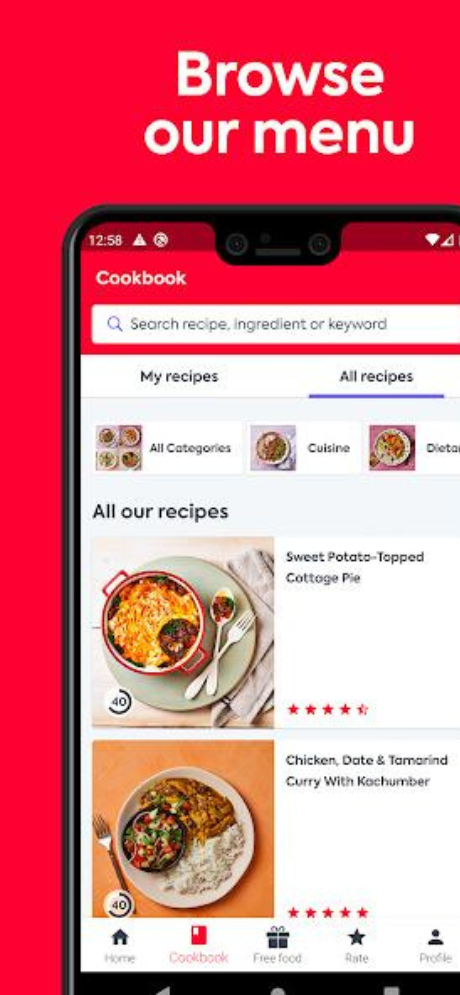 Browse
our menu
12:58
Cookbook
Search recipe, ingredient or keyword
My recipes
All recipes
All Categories
Cuisine
Dieta
All our recipes
Sweet Potato-Topped
Cottage Pie
40
Chicken, Date & Tamarind
Curry With Kachumber
40
Home
Cookbook
Free food
Rate
Profile